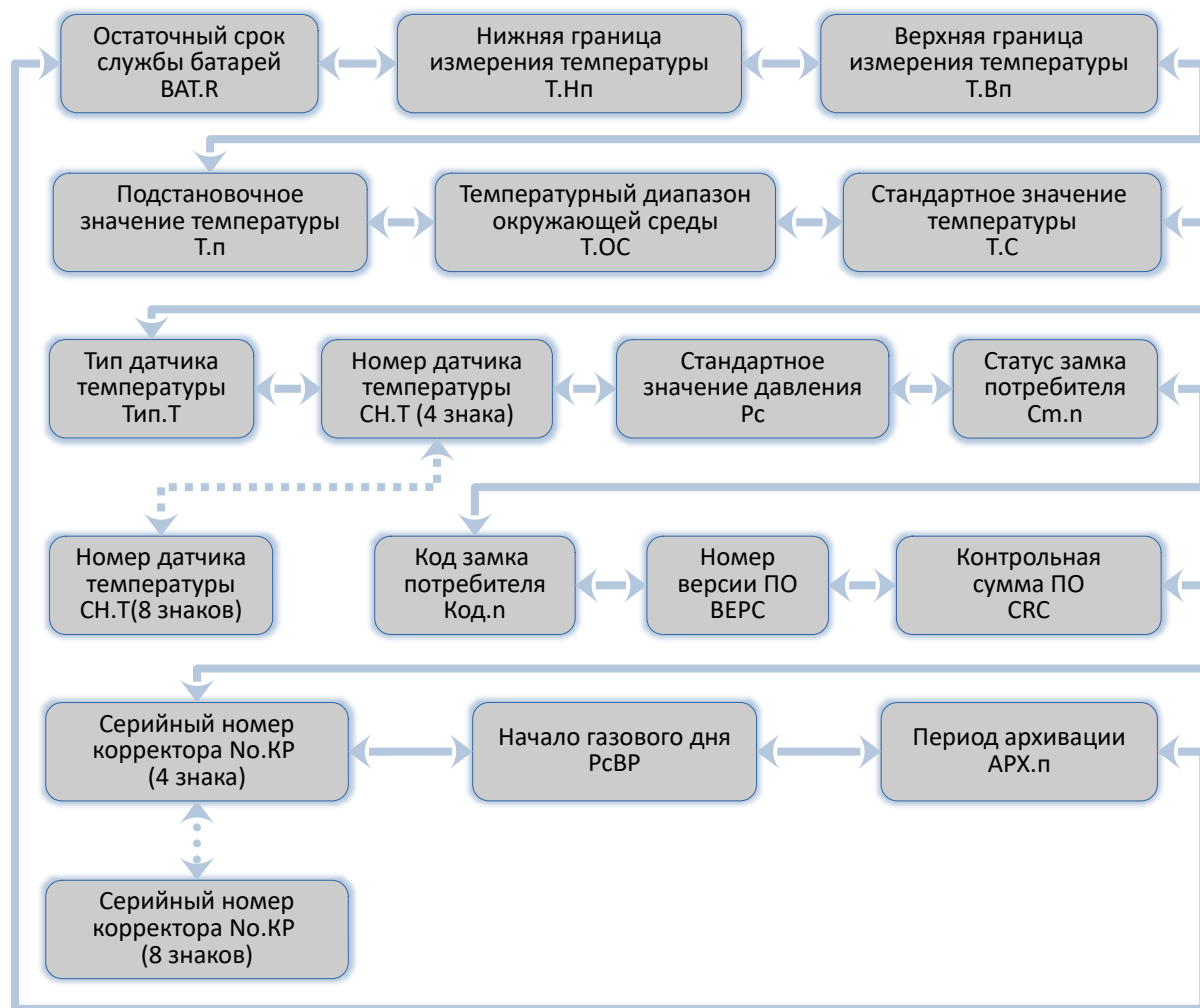 Остаточный срок
службы батарей
BAT.R
Нижняя граница
измерения температуры
Т.Нп
Верхняя граница
измерения температуры
Т.Вп
Подстановочное
значение температуры
Т.п
Температурный диапазон
окружающей среды
Т.ОС
Стандартное значение
температуры
Т.С
Тип датчика
температуры
Тип.Т
Номер датчика
температуры
СН.Т (4 знака)
Стандартное
значение давления
Рс
Статус замка
потребителя
Cm.n
Номер датчика
температуры
СН.Т(8 знаков)
Код замка
потребителя
Код.n
Номер
версии ПО
ВЕРС
Контрольная
сумма ПО
CRC
Серийный номер
корректора No.КР
(4 знака)
Начало газового дня
РсВР
Период архивации
АРХ.п
Серийный номер
корректора No.КР
(8 знаков)